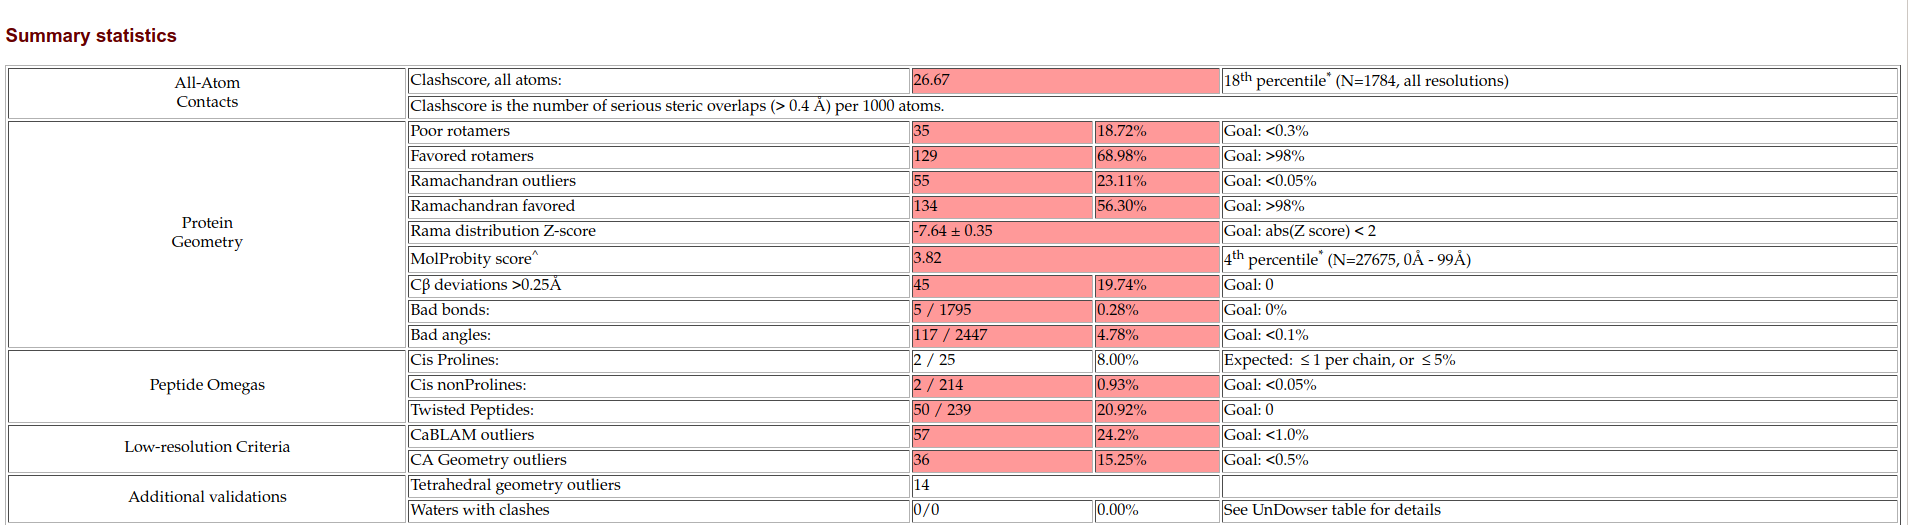 Summary statistics
All-Atom
Contacts
Clashscore, all atoms: 26.67 18th percentile* (N=1784, all resolutions)
Clashscore is the number of serious steric overlaps (> 0.4 Å) per 1000 atoms.
Protein
Geometry
Poor rotamers 35 18.72% Goal: <0.3%
Favored rotamers 129 68.98% Goal: >98%
Ramachandran outliers 55 23.11% Goal: <0.05%
Ramachandran favored 134 56.30% Goal: >98%
Rama distribution Z-score -7.64 ± 0.35 Goal: abs(Z score) < 2
MolProbity score^ 3.82 4th percentile* (N=27675, 0Å - 99Å)
Cβ deviations >0.25Å 45 19.74% Goal: 0
Bad bonds: 5 / 1795 0.28% Goal: 0%
Bad angles: 117 / 2447 4.78% Goal: <0.1%
Peptide Omegas
Cis Prolines: 2 / 25 8.00% Expected: ≤ 1 per chain, or ≤ 5%
Cis nonProlines: 2 / 214 0.93% Goal: <0.05%
Twisted Peptides: 50 / 239 20.92% Goal: 0
Low-resolution Criteria
CaBLAM outliers 57 24.2% Goal: <1.0%
CA Geometry outliers 36 15.25% Goal: <0.5%
Additional validations
Tetrahedral geometry outliers 14
Waters with clashes 0/0 0.00% See UnDowser table for details